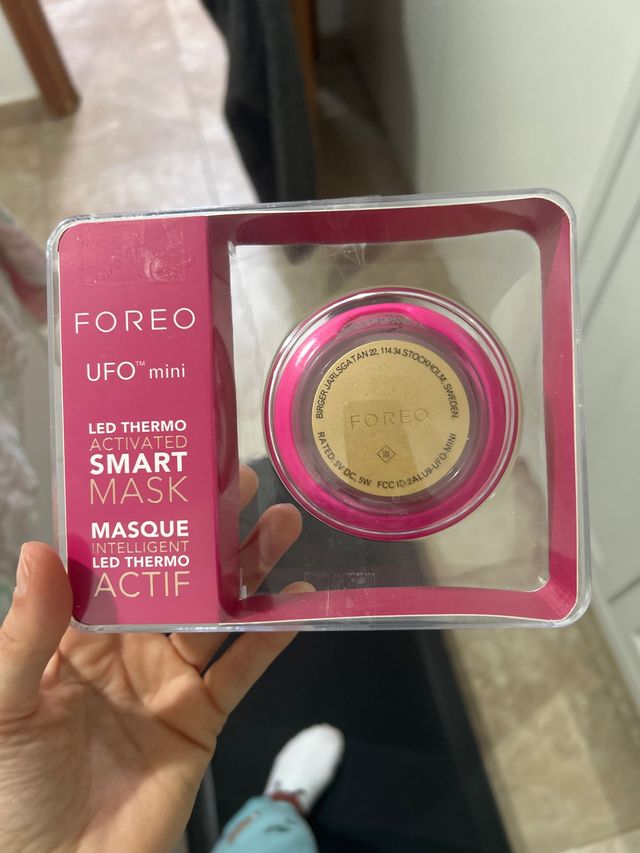 FOREO
UFO™ mini
LED THERMO
ACTIVATED
SMART
MASK
MASQUE
INTELLIGENT
LED THERMO
ACTIF
BIRGER JARLSGATAN 22, 114 34 STOCKHOLM, SWEDEN
FOREO
RATED: 5V DC, 5W FCC ID:2ALU9-UFO-MINI